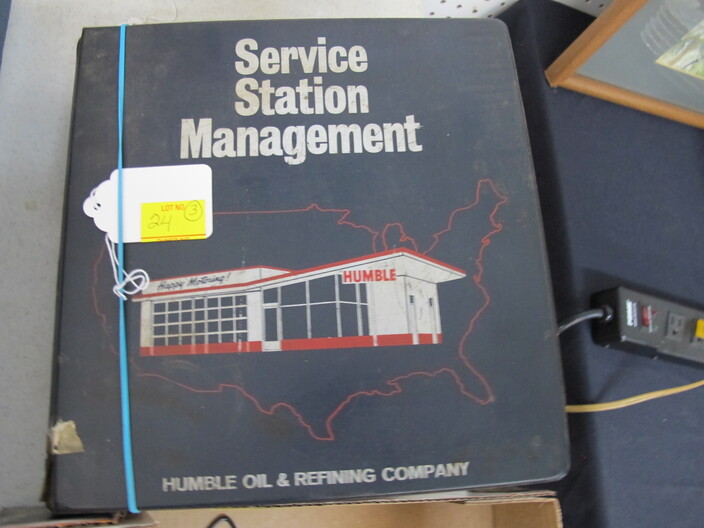 Service
Station
Management
LOT NO.
24
3
Happy Motoring!
HUMBLE
HUMBLE OIL & REFINING COMPANY